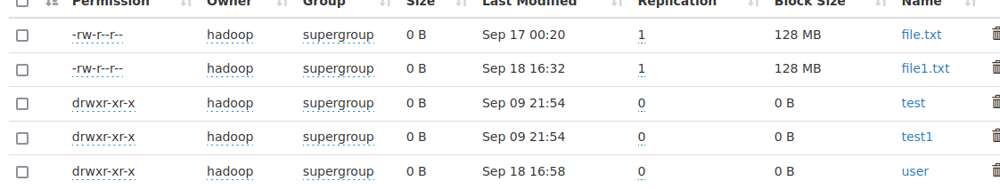 Permission Owner Group Size Last Modified Replication Block Size Name
-rw-r--r-- hadoop supergroup 0 B Sep 17 00:20 1 128 MB file.txt
-rw-r--r-- hadoop supergroup 0 B Sep 18 16:32 1 128 MB file1.txt
drwxr-xr-x hadoop supergroup 0 B Sep 09 21:54 0 0 B test
drwxr-xr-x hadoop supergroup 0 B Sep 09 21:54 0 0 B test1
drwxr-xr-x hadoop supergroup 0 B Sep 18 16:58 0 0 B user